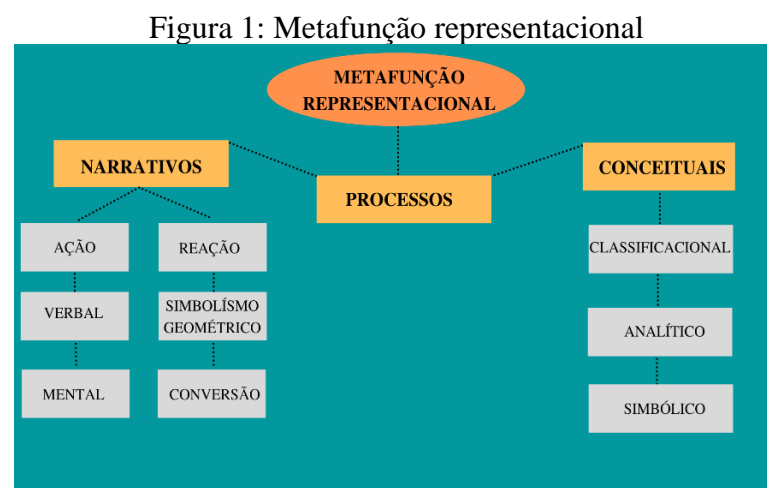 Figura 1: Metafunção representacional
METAFUNÇÃO
REPRESENTACIONAL
NARRATIVOS
PROCESSOS
CONCEITUAIS
AÇÃO
REAÇÃO
CLASSIFICACIONAL
VERBAL
SIMBOLÍSMO
GEOMÉTRICO
ANALÍTICO
MENTAL
CONVERSÃO
SIMBÓLICO